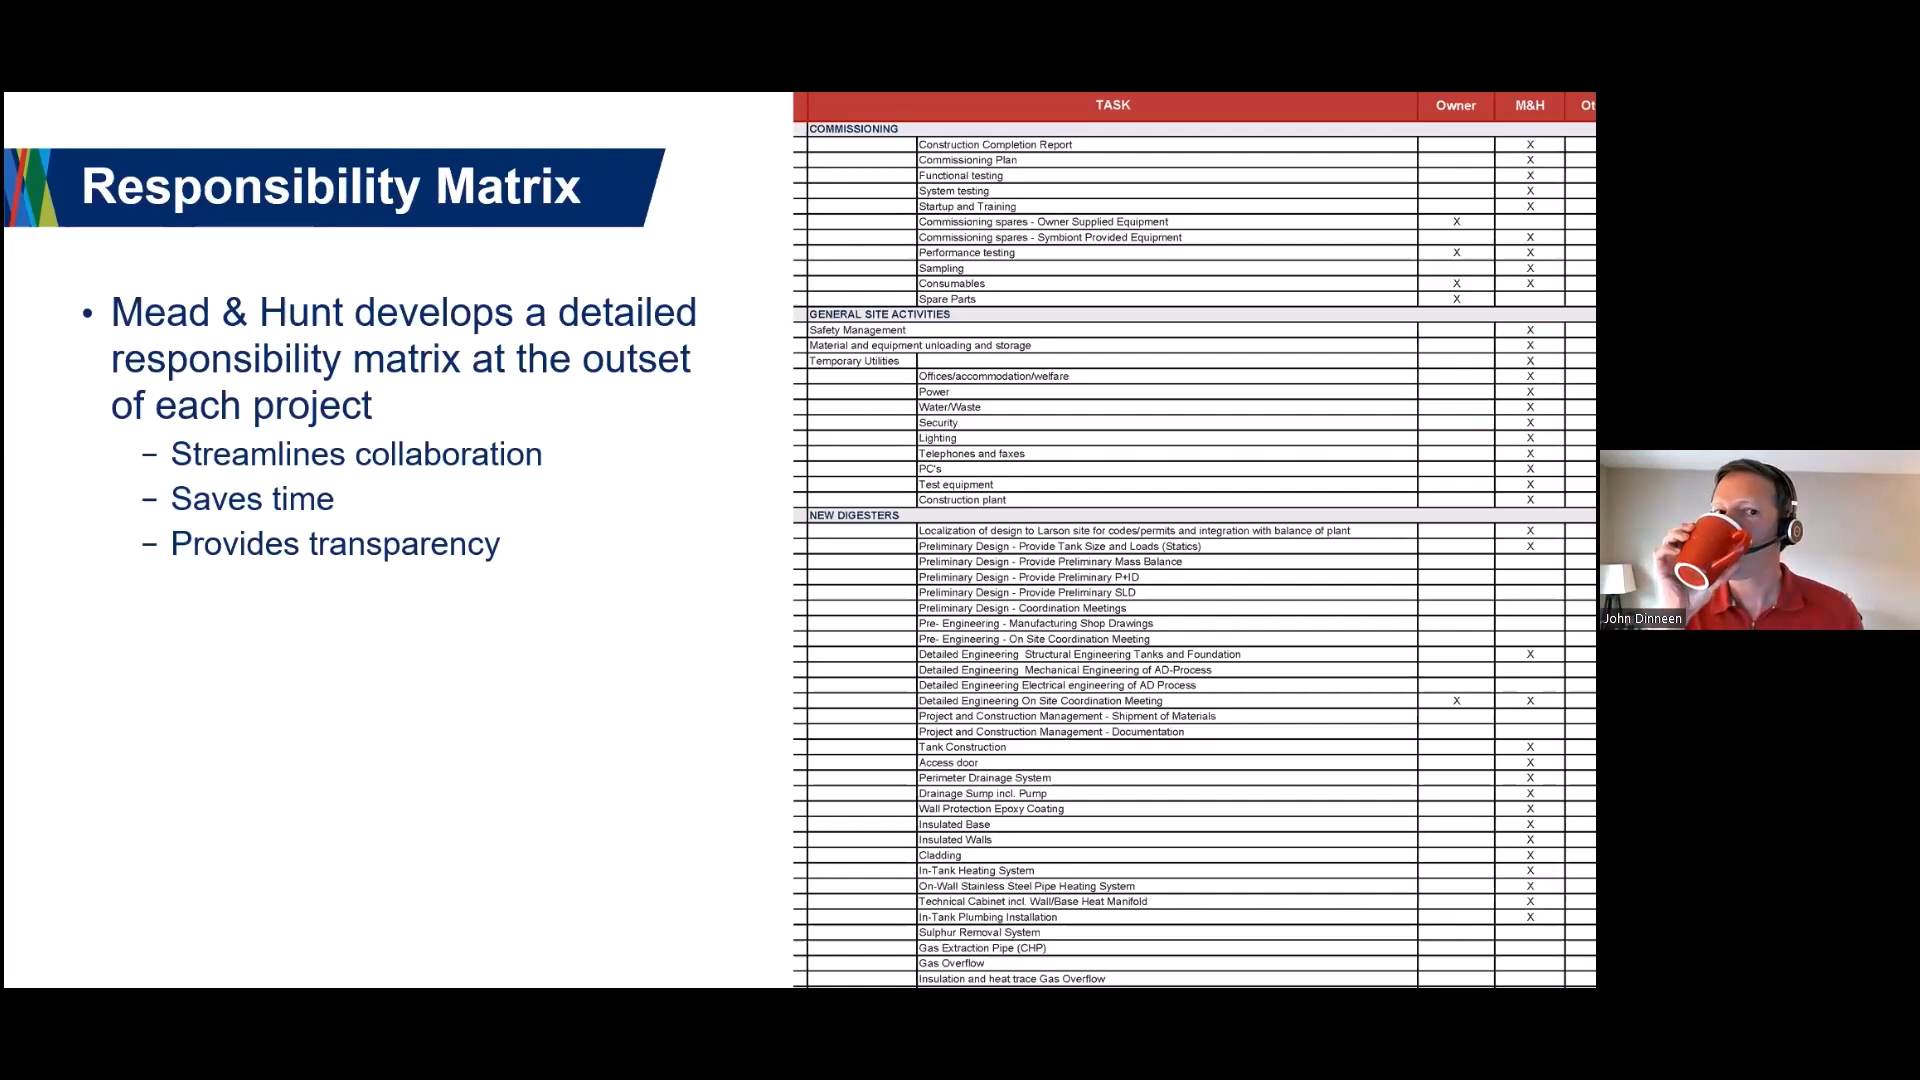 Responsibility Matrix
• Mead & Hunt develops a detailed
responsibility matrix at the outset
of each project
− Streamlines collaboration
− Saves time
− Provides transparency
TASK Owner M&H Ot
COMMISSIONING
Construction Completion Report X
Commissioning Plan X
Functional testing X
System testing X
Startup and Training X
Commissioning spares - Owner Supplied Equipment X
Commissioning spares - Symbiont Provided Equipment X
Performance testing X X
Sampling X
Consumables X X
Spare Parts X
GENERAL SITE ACTIVITIES
Safety Management X
Material and equipment unloading and storage X
Temporary Utilities X
Offices/accommodation/welfare X
Power X
Water/Waste X
Security X
Lighting X
Telephones and faxes X
PC's X
Test equipment X
Construction plant X
NEW DIGESTERS
Localization of design to Larson site for codes/permits and integration with balance of plant X
Preliminary Design - Provide Tank Size and Loads (Statics) X
Preliminary Design - Provide Preliminary Mass Balance
Preliminary Design - Provide Preliminary P+ID
Preliminary Design - Provide Preliminary SLD
Preliminary Design - Coordination Meetings
Pre- Engineering - Manufacturing Shop Drawings
Pre- Engineering - On Site Coordination Meeting
Detailed Engineering Structural Engineering Tanks and Foundation X
Detailed Engineering Mechanical Engineering of AD-Process
Detailed Engineering Electrical engineering of AD Process
Detailed Engineering On Site Coordination Meeting X X
Project and Construction Management - Shipment of Materials
Project and Construction Management - Documentation
Tank Construction X
Access door X
Perimeter Drainage System X
Drainage Sump incl. Pump X
Wall Protection Epoxy Coating X
Insulated Base X
Insulated Walls X
Cladding X
In-Tank Heating System X
On-Wall Stainless Steel Pipe Heating System X
Technical Cabinet incl. Wall/Base Heat Manifold X
In-Tank Plumbing Installation X
Sulphur Removal System
Gas Extraction Pipe (CHP)
Gas Overflow
Insulation and heat trace Gas Overflow
John Dinneen